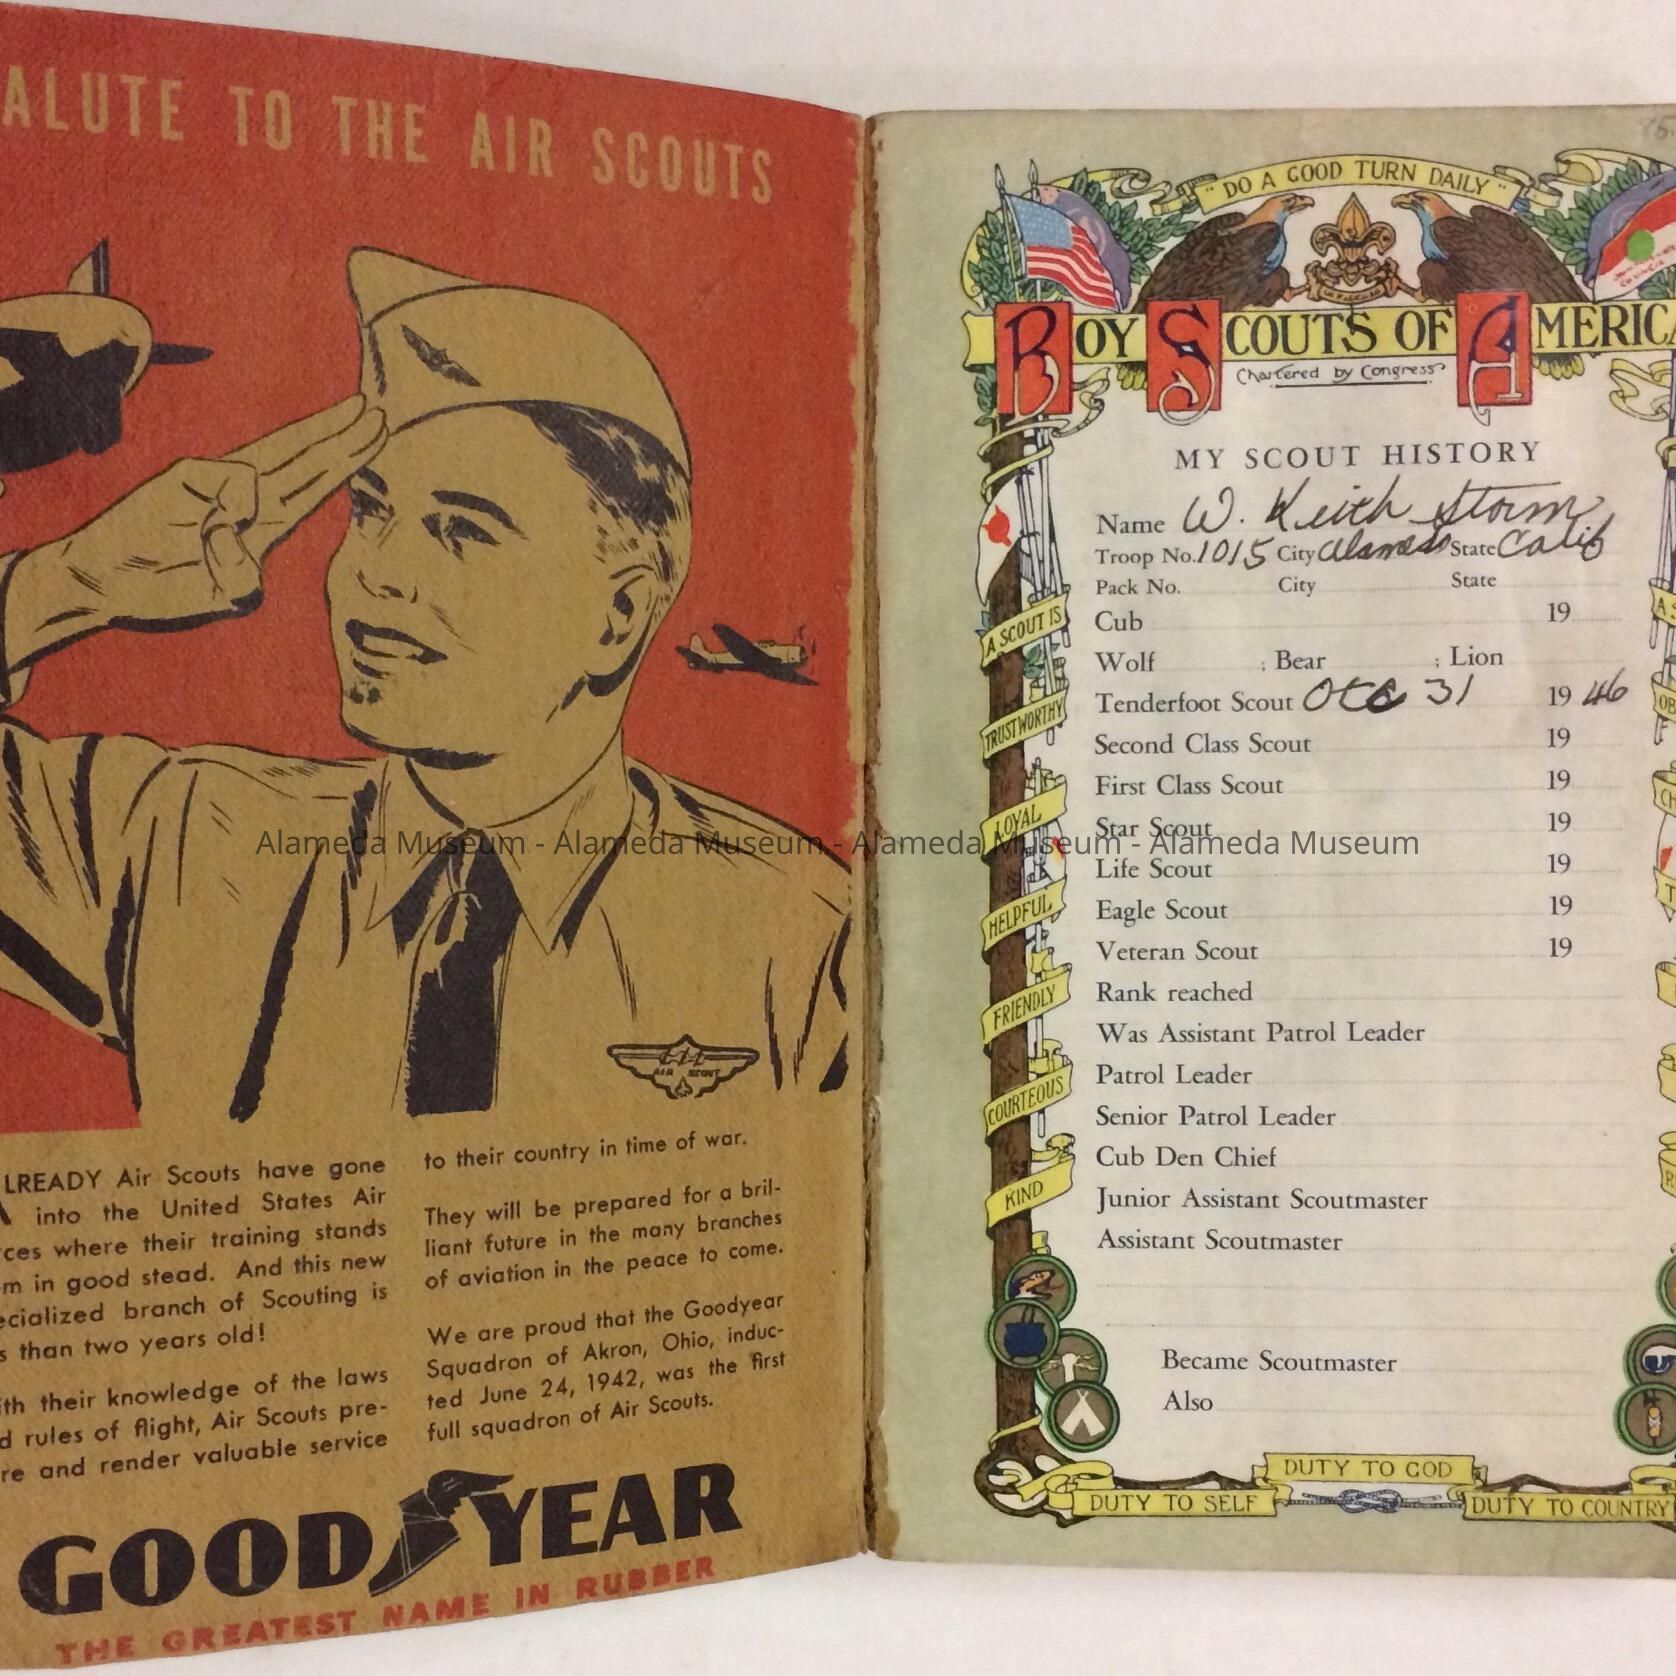 ALUTE TO THE AIR SCOUTS
AIR SCOUT
LREADY Air Scouts have gone
into the United States Air
rces where their training stands
m in good stead. And this new
ecialized branch of Scouting is
s than two years old!
ith their knowledge of the laws
d rules of flight, Air Scouts pre-
re and render valuable service
to their country in time of war.
They will be prepared for a bril-
liant future in the many branches
of aviation in the peace to come.
We are proud that the Goodyear
Squadron of Akron, Ohio, induc-
ted June 24, 1942, was the first
full squadron of Air Scouts.
GOOD YEAR
THE GREATEST NAME IN RUBBER
"DO A GOOD TURN DAILY"
BOY SCOUTS OF AMERICA
Chartered by Congress
MY SCOUT HISTORY
Name W. Keith Storm
Troop No. 1015 City Alameda State Calif
Pack No. City State
Cub 19
Wolf ; Bear ; Lion
Tenderfoot Scout Oct 31 19 46
Second Class Scout 19
First Class Scout 19
Star Scout 19
Life Scout 19
Eagle Scout 19
Veteran Scout 19
Rank reached
Was Assistant Patrol Leader
Patrol Leader
Senior Patrol Leader
Cub Den Chief
Junior Assistant Scoutmaster
Assistant Scoutmaster
Became Scoutmaster
Also
A SCOUT IS
TRUSTWORTHY
LOYAL
HELPFUL
FRIENDLY
COURTEOUS
KIND
DUTY TO GOD
DUTY TO SELF
DUTY TO COUNTRY
Alameda Museum - Alameda Museum - Alameda Museum - Alameda Museum